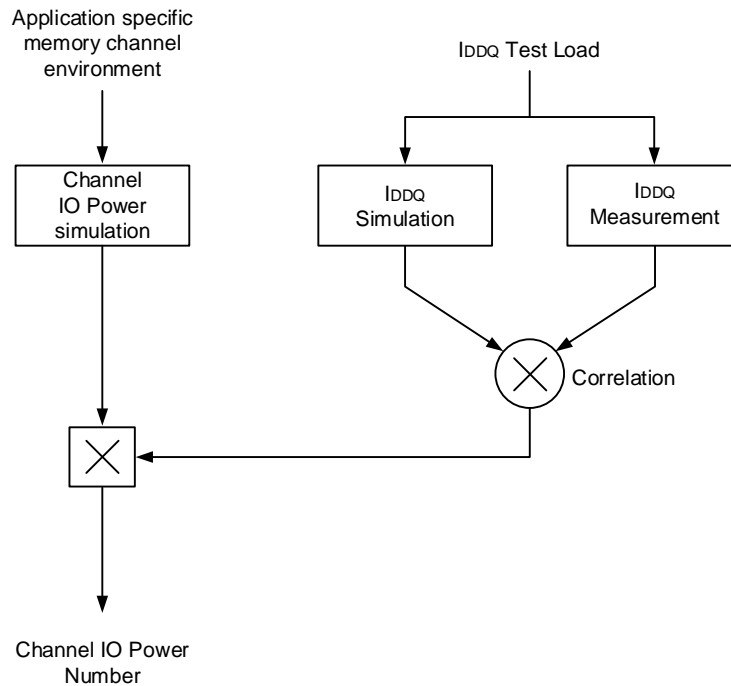 Application specific
memory channel
environment
IDDQ Test Load
Channel
IO Power
simulation
IDDQ
Simulation
IDDQ
Measurement
Correlation
Channel IO Power
Number